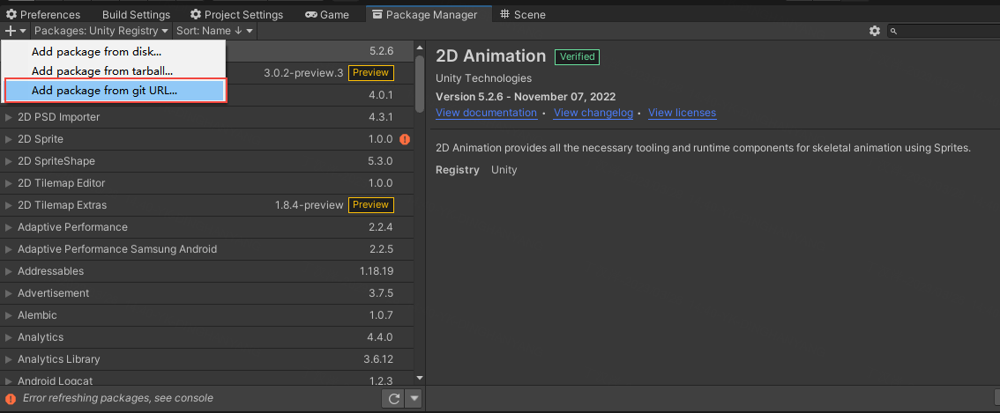 Preferences Build Settings Project Settings Game Package Manager Scene
Packages: Unity Registry Sort: Name ↓
Add package from disk...
Add package from tarball...
Add package from git URL...
5.2.6
3.0.2-preview.3 Preview
4.0.1
2D PSD Importer 4.3.1
2D Sprite 1.0.0
2D SpriteShape 5.3.0
2D Tilemap Editor 1.0.0
2D Tilemap Extras 1.8.4-preview Preview
Adaptive Performance 2.2.4
Adaptive Performance Samsung Android 2.2.5
Addressables 1.18.19
Advertisement 3.7.5
Alembic 1.0.7
Analytics 4.4.0
Analytics Library 3.6.12
Android Logcat 1.2.3
Error refreshing packages, see console
2D Animation Verified
Unity Technologies
Version 5.2.6 - November 07, 2022
View documentation • View changelog • View licenses
2D Animation provides all the necessary tooling and runtime components for skeletal animation using Sprites.
Registry Unity